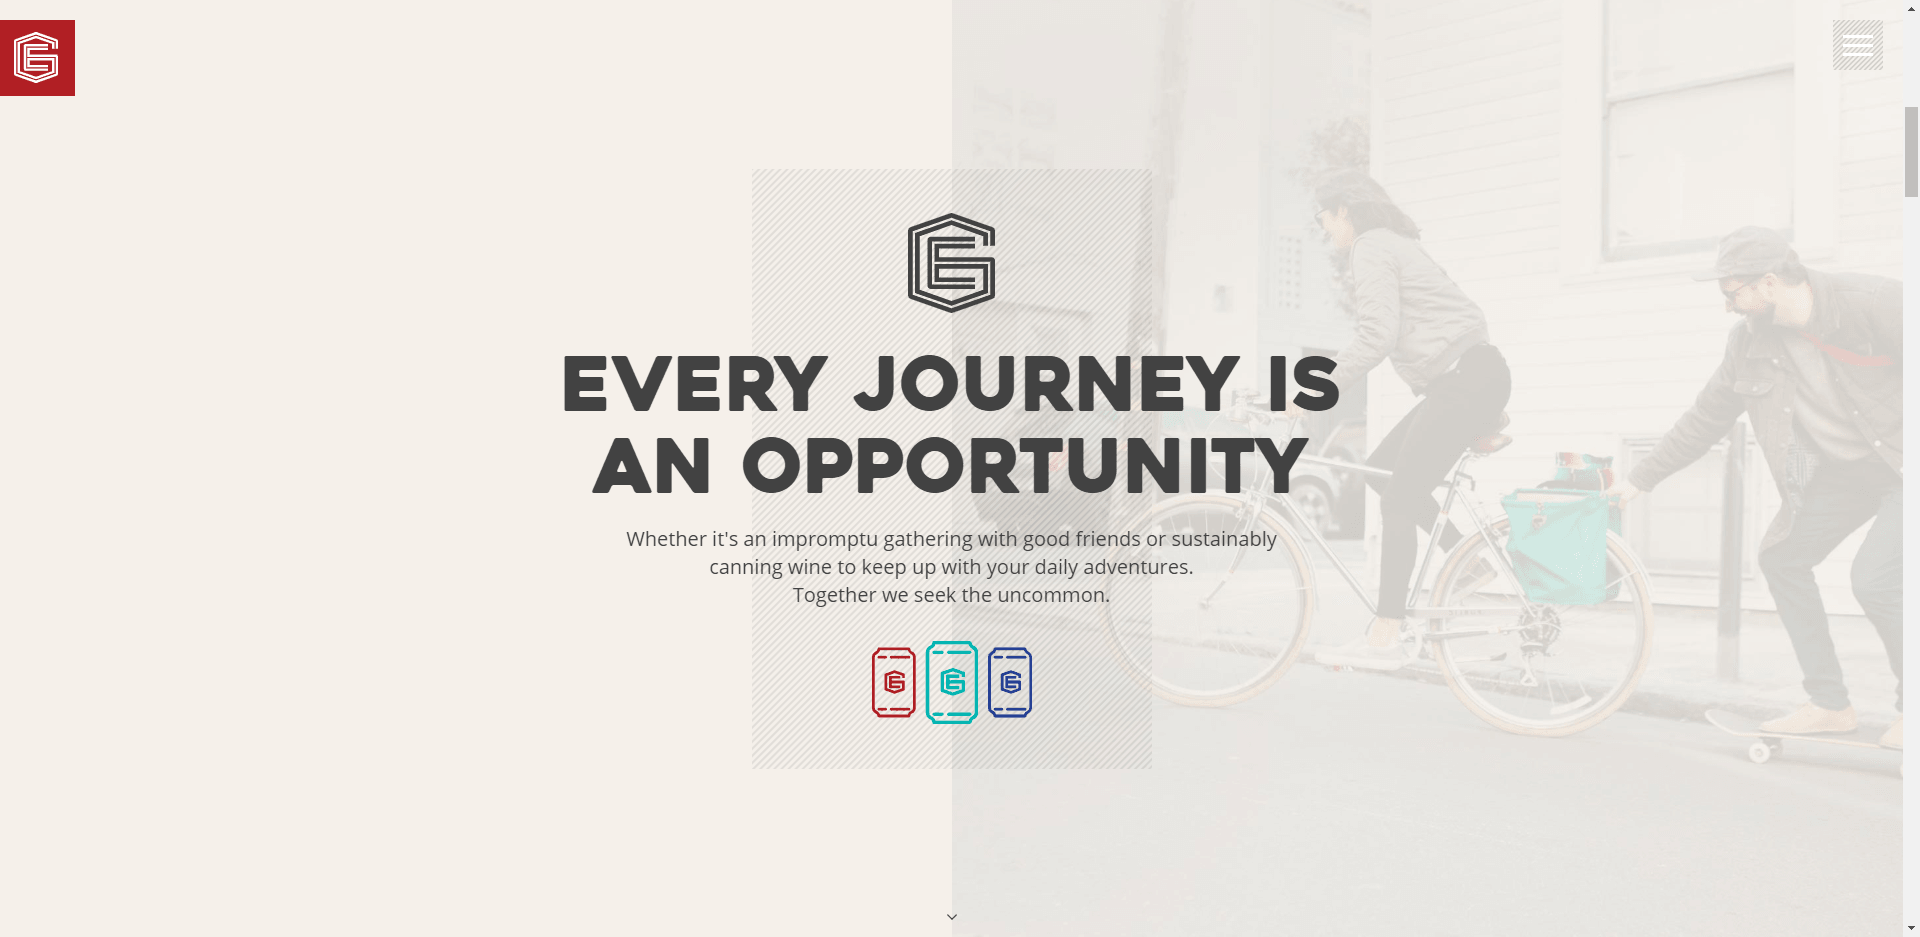 EVERY JOURNEY IS
AN OPPORTUNITY
Whether it's an impromptu gathering with good friends or sustainably
canning wine to keep up with your daily adventures.
Together we seek the uncommon.